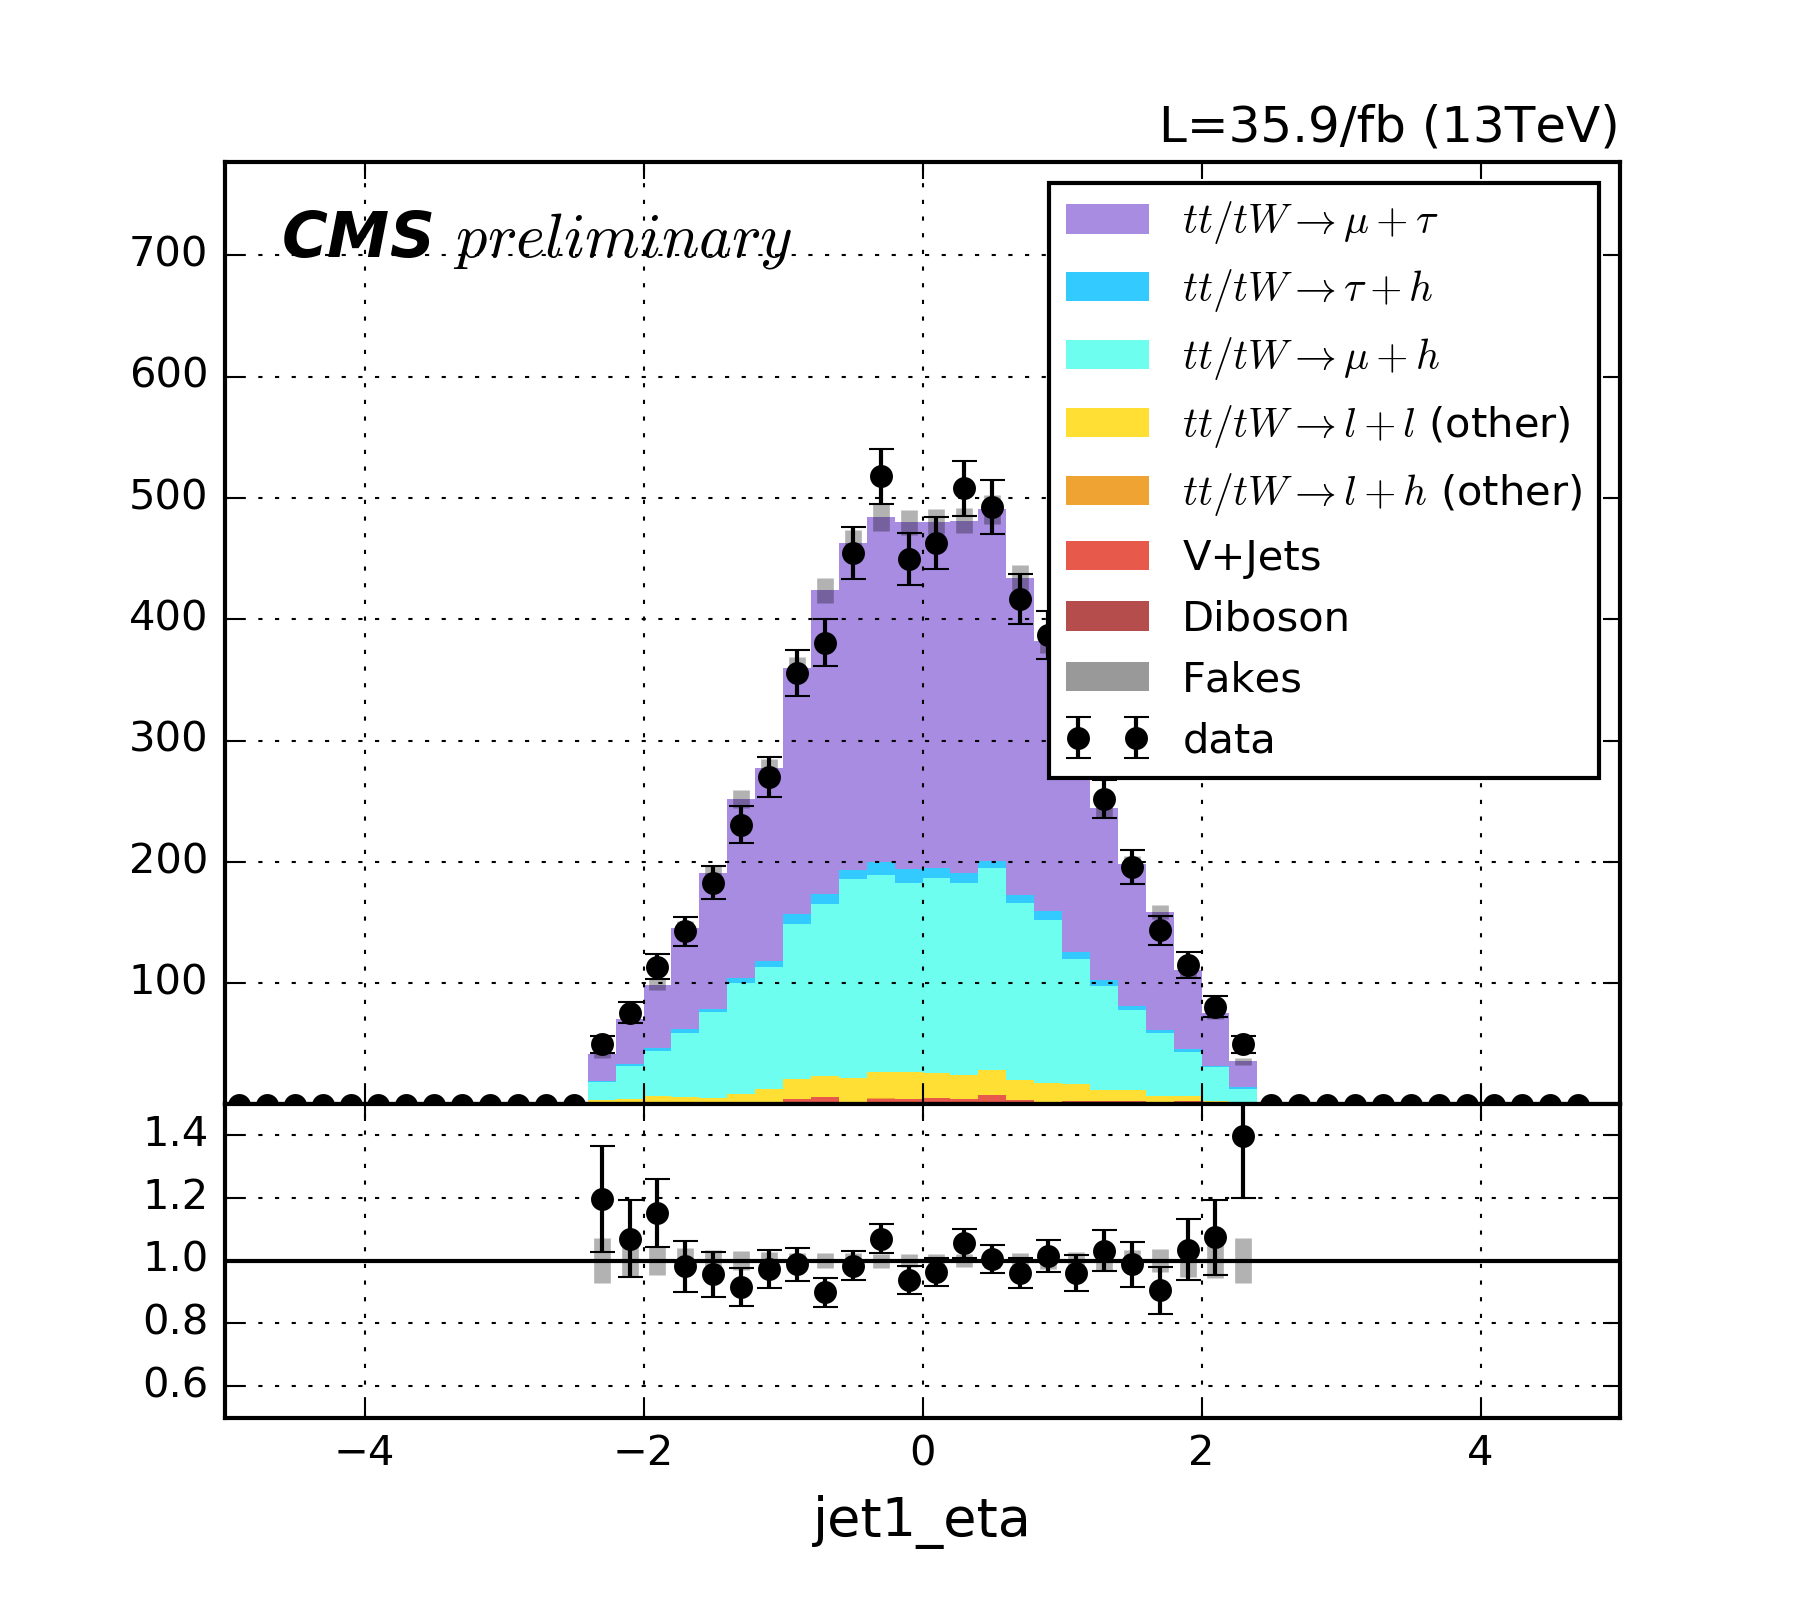 L=35.9/fb (13TeV)
CMS preliminary
700
600
500
400
300
200
100
tt/tW → μ + τ
tt/tW → τ + h
tt/tW → μ + h
tt/tW → l + l (other)
tt/tW → l + h (other)
V+Jets
Diboson
Fakes
data
1.4
1.2
1.0
0.8
0.6
−4 −2 0 2 4
jet1_eta